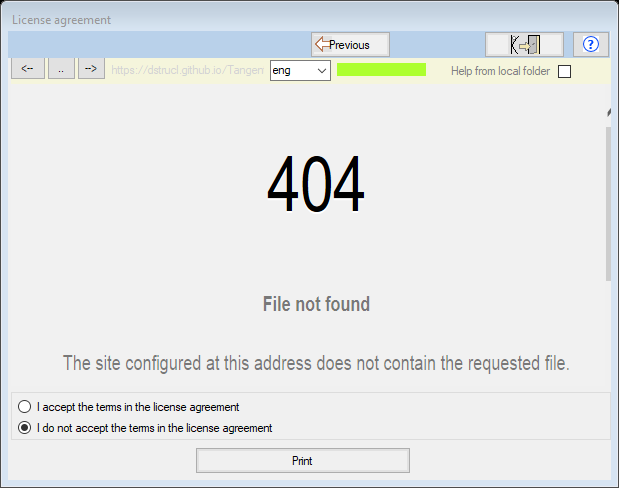 License agreement
Previous
?
<-- .. --> https://dstrucl.github.io/Tangerr eng Help from local folder
404
File not found
The site configured at this address does not contain the requested file.
I accept the terms in the license agreement
I do not accept the terms in the license agreement
Print